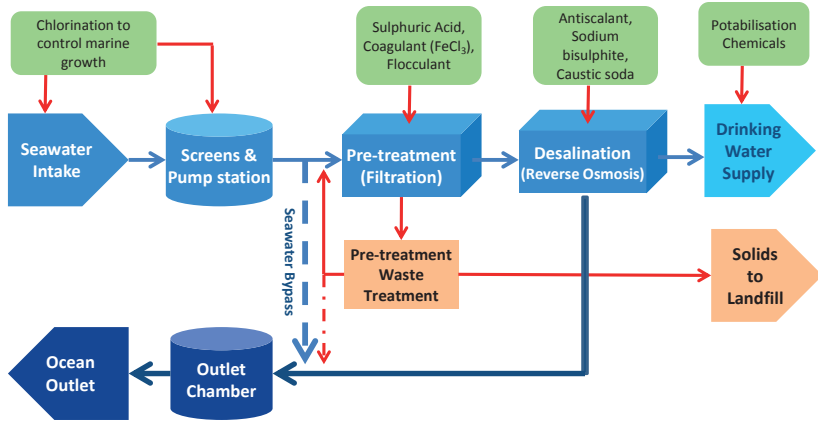 Chlorination to
control marine
growth
Sulphuric Acid,
Coagulant (FeCl₃),
Flocculant
Antiscalant,
Sodium
bisulphite,
Caustic soda
Potabilisation
Chemicals
Seawater
Intake
Screens &
Pump station
Pre-treatment
(Filtration)
Desalination
(Reverse Osmosis)
Drinking
Water
Supply
Seawater Bypass
Pre-treatment
Waste
Treatment
Solids
to
Landfill
Ocean
Outlet
Outlet
Chamber